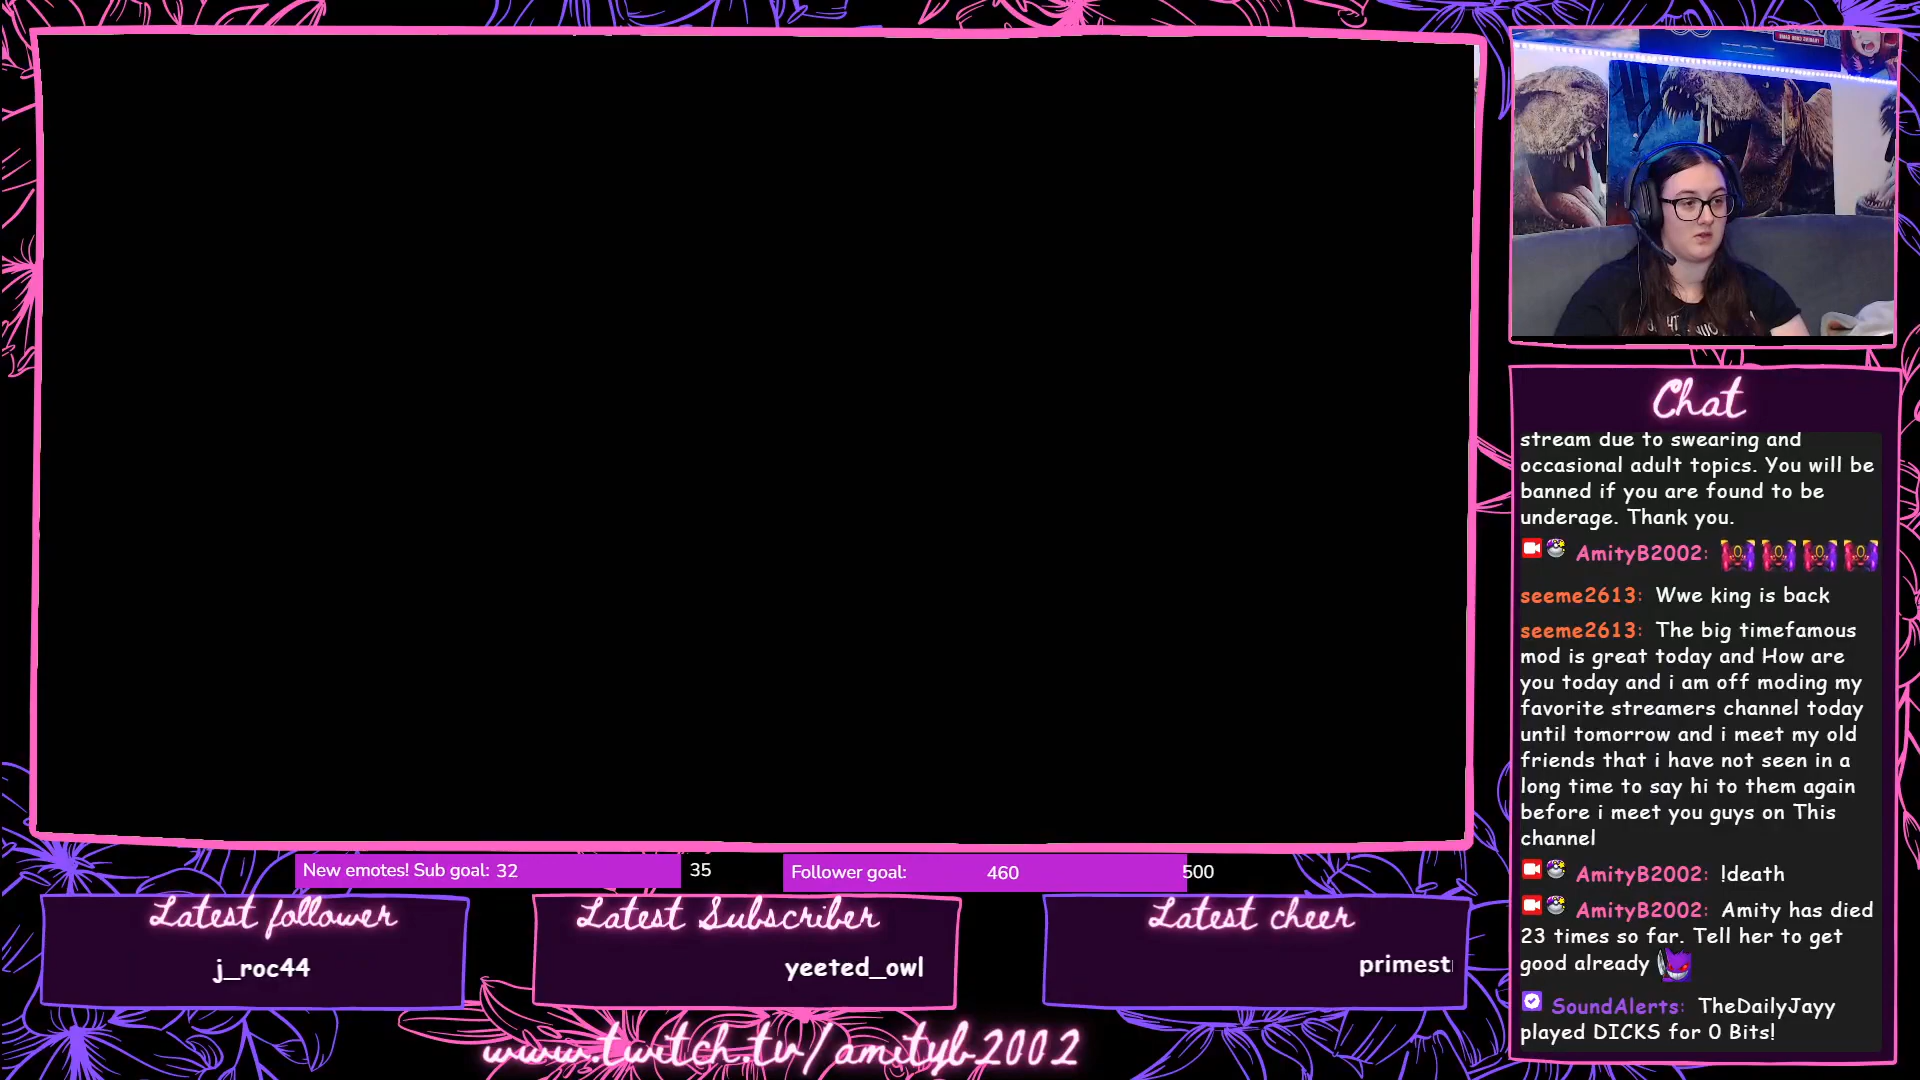 Chat
stream due to swearing and
occasional adult topics. You will be
banned if you are found to be
underage. Thank you.
AmityB2002:
seeme2613: Wwe king is back
seeme2613: The big timefamous
mod is great today and How are
you today and i am off moding my
favorite streamers channel today
until tomorrow and i meet my old
friends that i have not seen in a
long time to say hi to them again
before i meet you guys on This
channel
AmityB2002: !death
AmityB2002: Amity has died
23 times so far. Tell her to get
good already
SoundAlerts: TheDailyJayy
played DICKS for 0 Bits!
New emotes! Sub goal: 32 35
Follower goal: 460 500
Latest follower
j_roc44
Latest Subscriber
yeeted_owl
Latest cheer
primest
www.twitch.tv/amityb2002